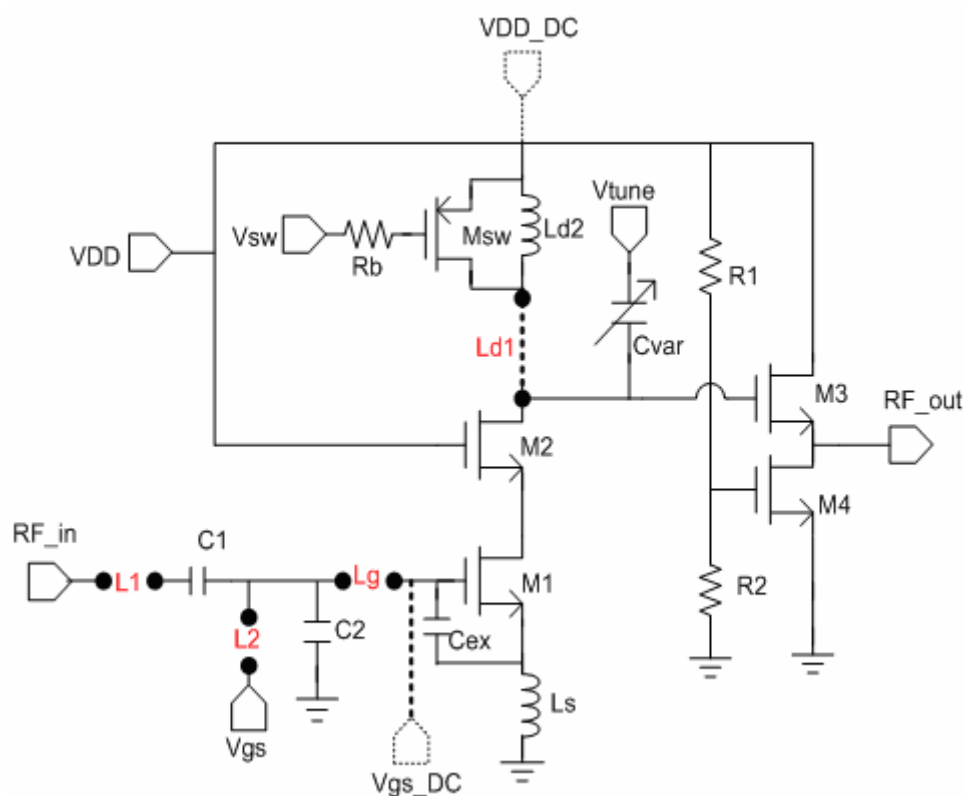 VDD_DC
Vtune
Vsw
Rb
Msw
Ld2
VDD
R1
Ld1
Cvar
M3
RF_out
M2
M4
RF_in
C1
Lg
M1
R2
L1
L2
C2
Cex
Ls
Vgs
Vgs_DC